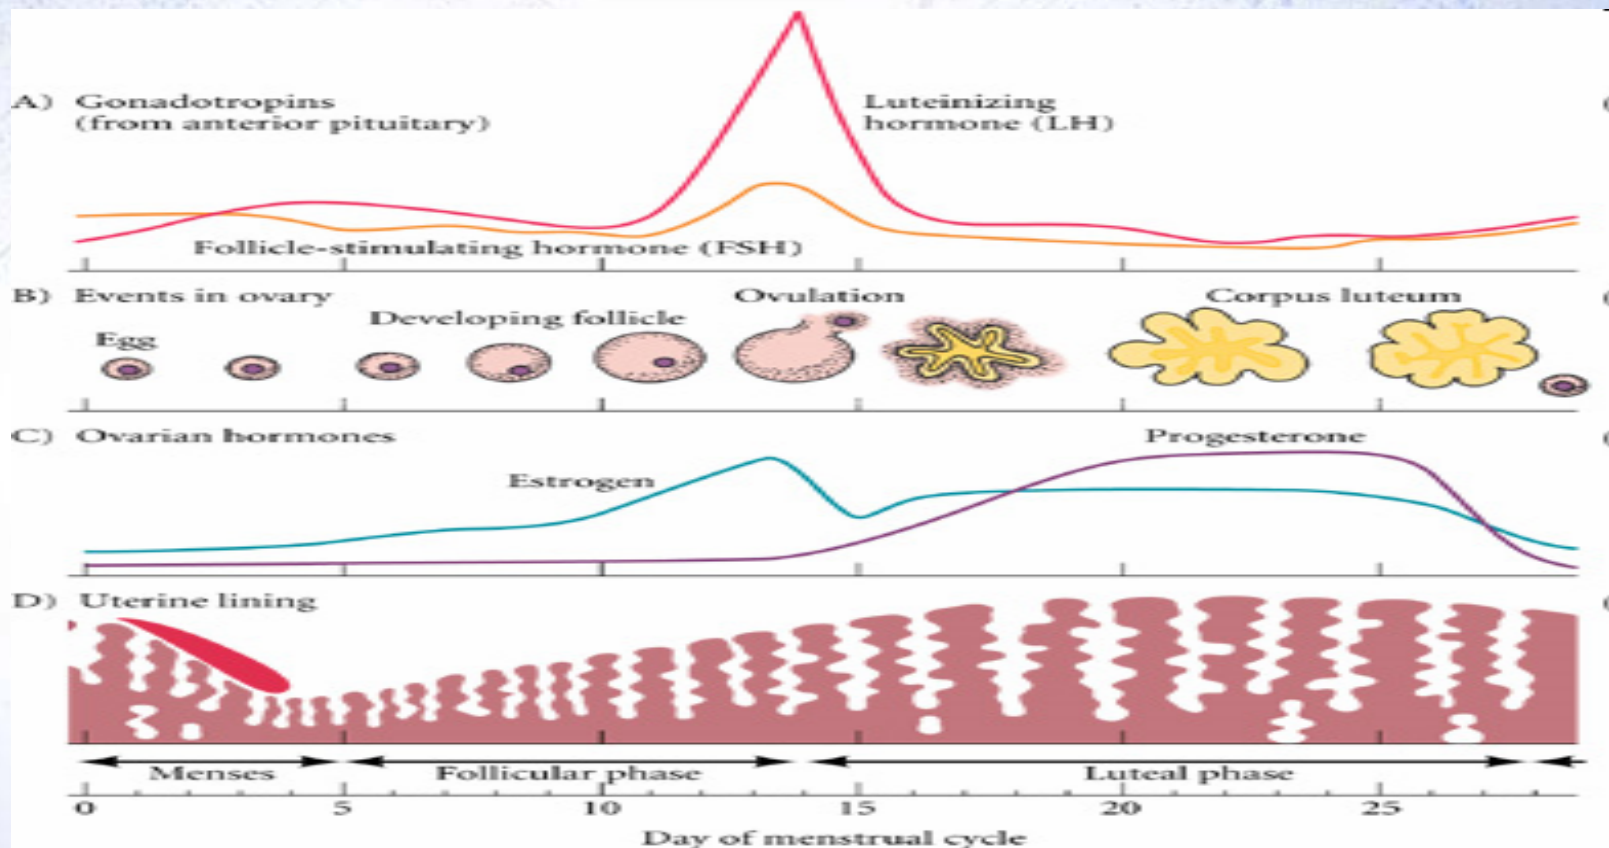 A) Gonadotropins
(from anterior pituitary)
Luteinizing
hormone (LH)
Follicle-stimulating hormone (FSH)
B) Events in ovary
Ovulation
Corpus luteum
Developing follicle
Egg
C) Ovarian hormones
Progesterone
Estrogen
D) Uterine lining
Menses
Follicular phase
Luteal phase
0 5 10 15 20 25
Day of menstrual cycle